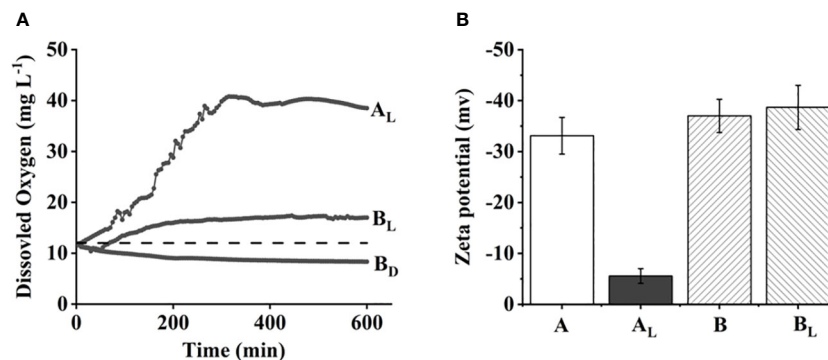 A
Dissovled Oxygen (mg L⁻¹)
50
40
30
20
10
0
A_L
B_L
B_D
0
200
400
600
Time (min)
B
Zeta potential (mv)
-50
-40
-30
-20
-10
0
A
A_L
B
B_L